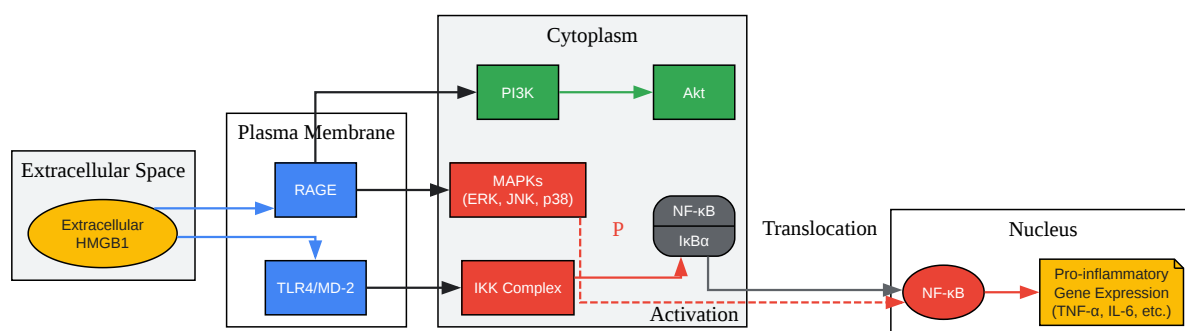 Cytoplasm
PI3K
Akt
Plasma Membrane
Extracellular Space
RAGE
MAPKs
(ERK, JNK, p38)
Extracellular
HMGB1
NF-κB
IκBα
P
Translocation
Nucleus
TLR4/MD-2
IKK Complex
Activation
NF-κB
Pro-inflammatory
Gene Expression
(TNF-α, IL-6, etc.)